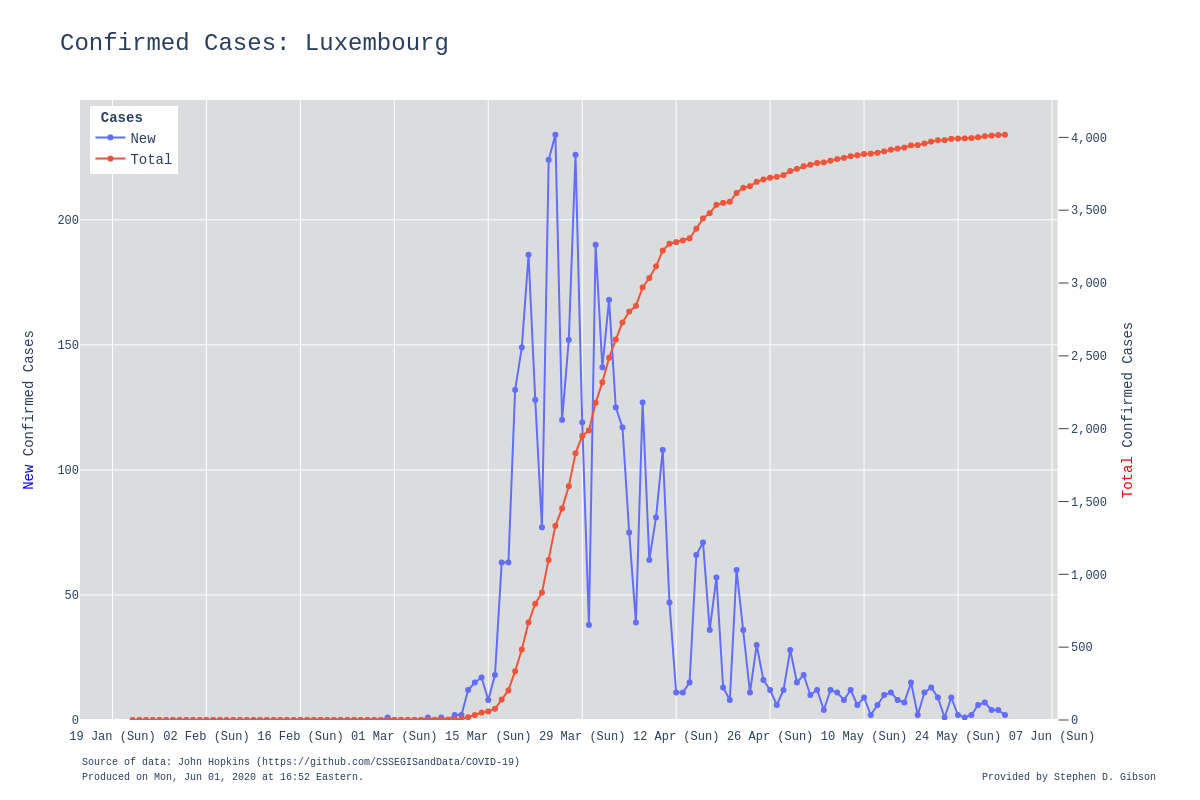 Confirmed Cases: Luxembourg
Cases
New
Total
200
150
100
50
0
New Confirmed Cases
4,000
3,500
3,000
2,500
2,000
1,500
1,000
500
0
Total Confirmed Cases
19 Jan (Sun) 02 Feb (Sun) 16 Feb (Sun) 01 Mar (Sun) 15 Mar (Sun) 29 Mar (Sun) 12 Apr (Sun) 26 Apr (Sun) 10 May (Sun) 24 May (Sun) 07 Jun (Sun)
Source of data: John Hopkins (https://github.com/CSSEGISandData/COVID-19)
Produced on Mon, Jun 01, 2020 at 16:52 Eastern.
Provided by Stephen D. Gibson